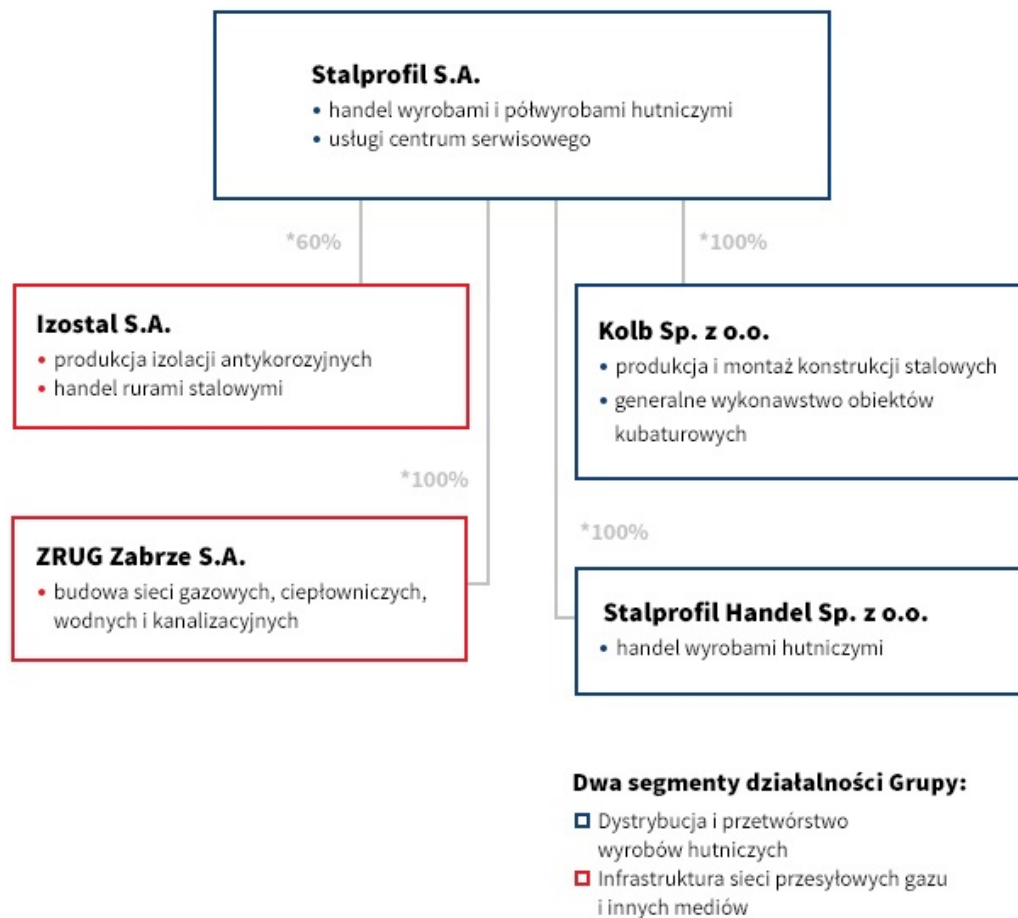 Stalprofil S.A.
• handel wyrobami i półwyrobami hutniczymi
• usługi centrum serwisowego
*60%
*100%
Izostal S.A.
• produkcja izolacji antykorozyjnych
• handel rurami stalowymi
Kolb Sp. z o.o.
• produkcja i montaż konstrukcji stalowych
• generalne wykonawstwo obiektów
kubaturowych
*100%
*100%
ZRUG Zabrze S.A.
• budowa sieci gazowych, ciepłowniczych,
wodnych i kanalizacyjnych
Stalprofil Handel Sp. z o.o.
• handel wyrobami hutniczymi
Dwa segmenty działalności Grupy:
Dystrybucja i przetwórstwo
wyrobów hutniczych
Infrastruktura sieci przesyłowych gazu
i innych mediów